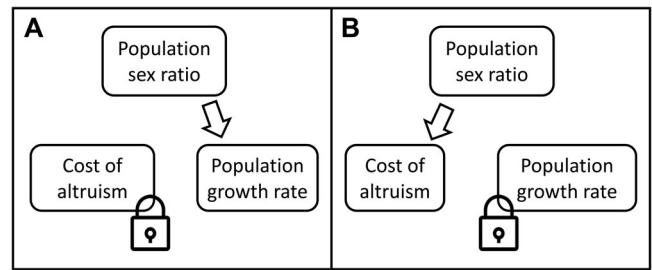 A
Population
sex ratio
Cost of
altruism
Population
growth rate
B
Population
sex ratio
Cost of
altruism
Population
growth rate